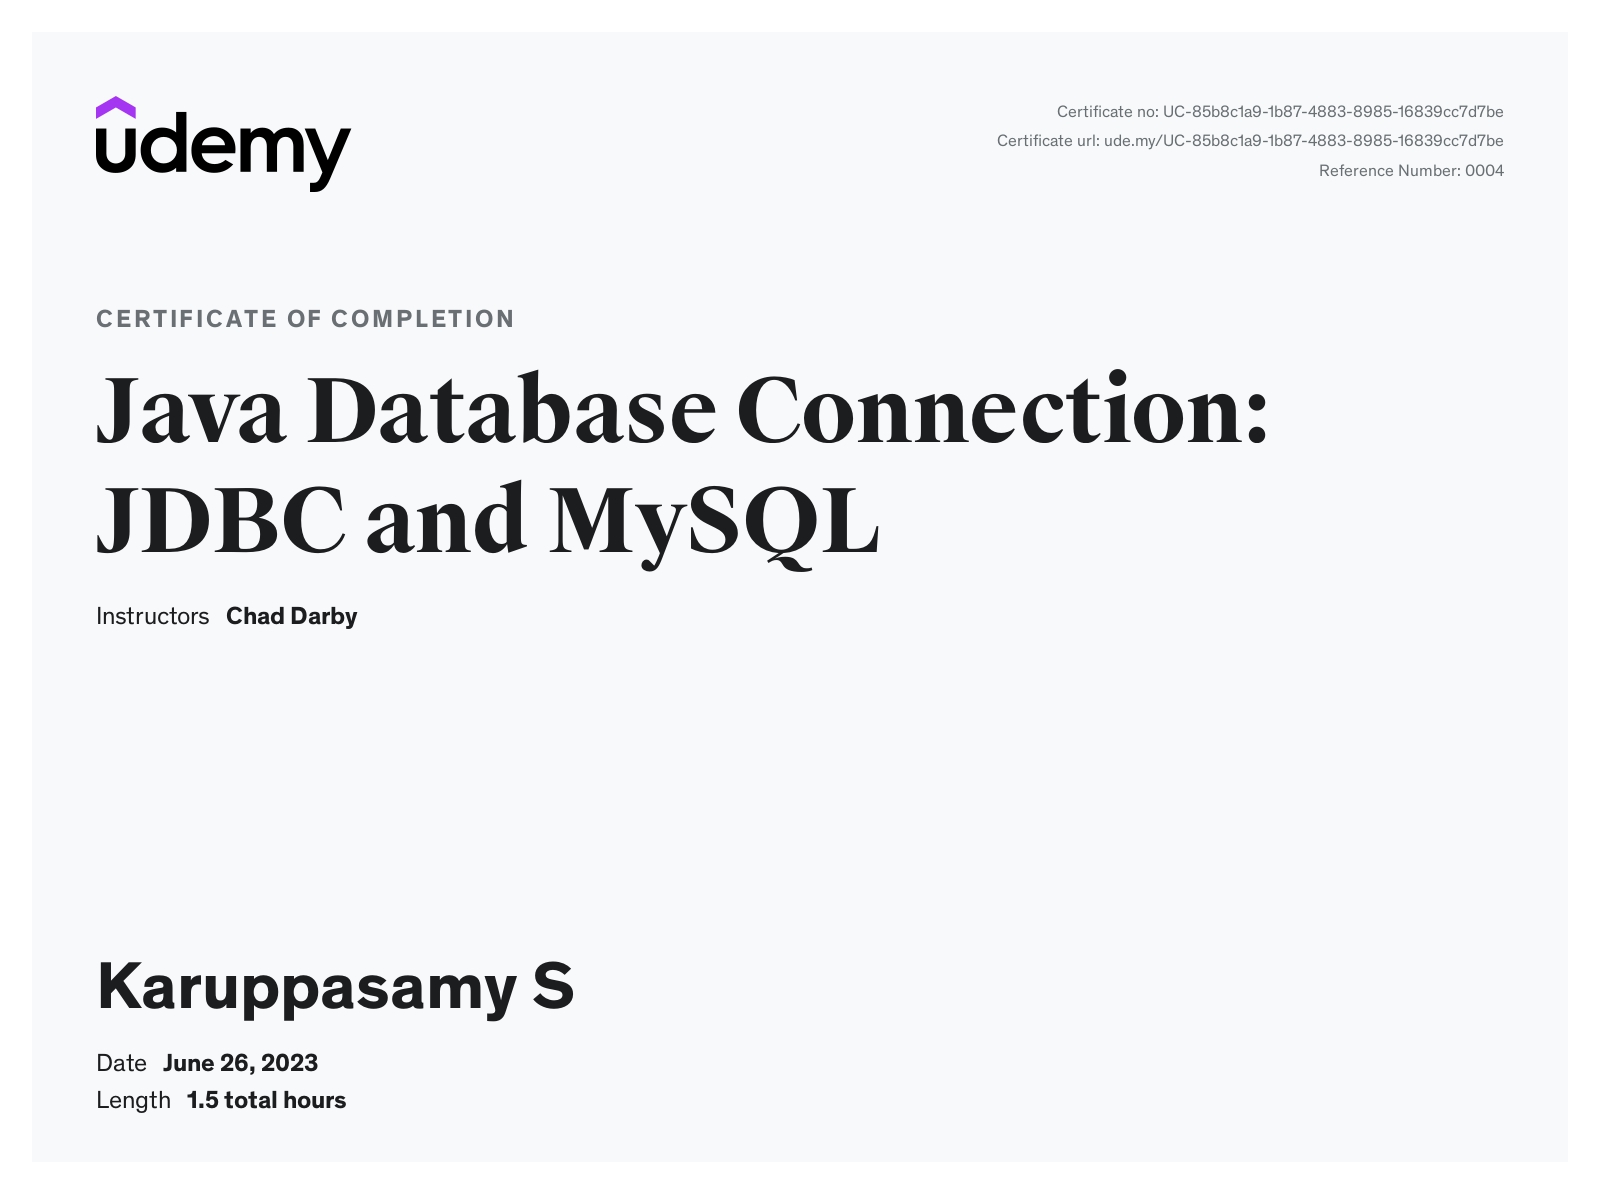 udemy
Certificate no: UC-85b8c1a9-1b87-4883-8985-16839cc7d7be
Certificate url: ude.my/UC-85b8c1a9-1b87-4883-8985-16839cc7d7be
Reference Number: 0004
CERTIFICATE OF COMPLETION
Java Database Connection:
JDBC and MySQL
Instructors Chad Darby
Karuppasamy S
Date June 26, 2023
Length 1.5 total hours